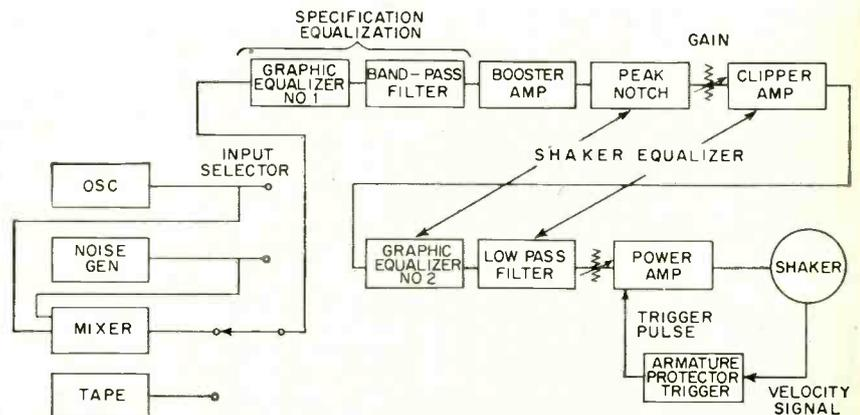 SPECIFICATION
EQUALIZATION
GRAPHIC
EQUALIZER
NO 1
BAND-PASS
FILTER
BOOSTER
AMP
PEAK
NOTCH
GAIN
CLIPPER
AMP
SHAKER EQUALIZER
INPUT
SELECTOR
OSC
NOISE
GEN
MIXER
TAPE
GRAPHIC
EQUALIZER
NO 2
LOW PASS
FILTER
POWER
AMP
SHAKER
TRIGGER
PULSE
ARMATURE
PROTECTOR
TRIGGER
VELOCITY
SIGNAL